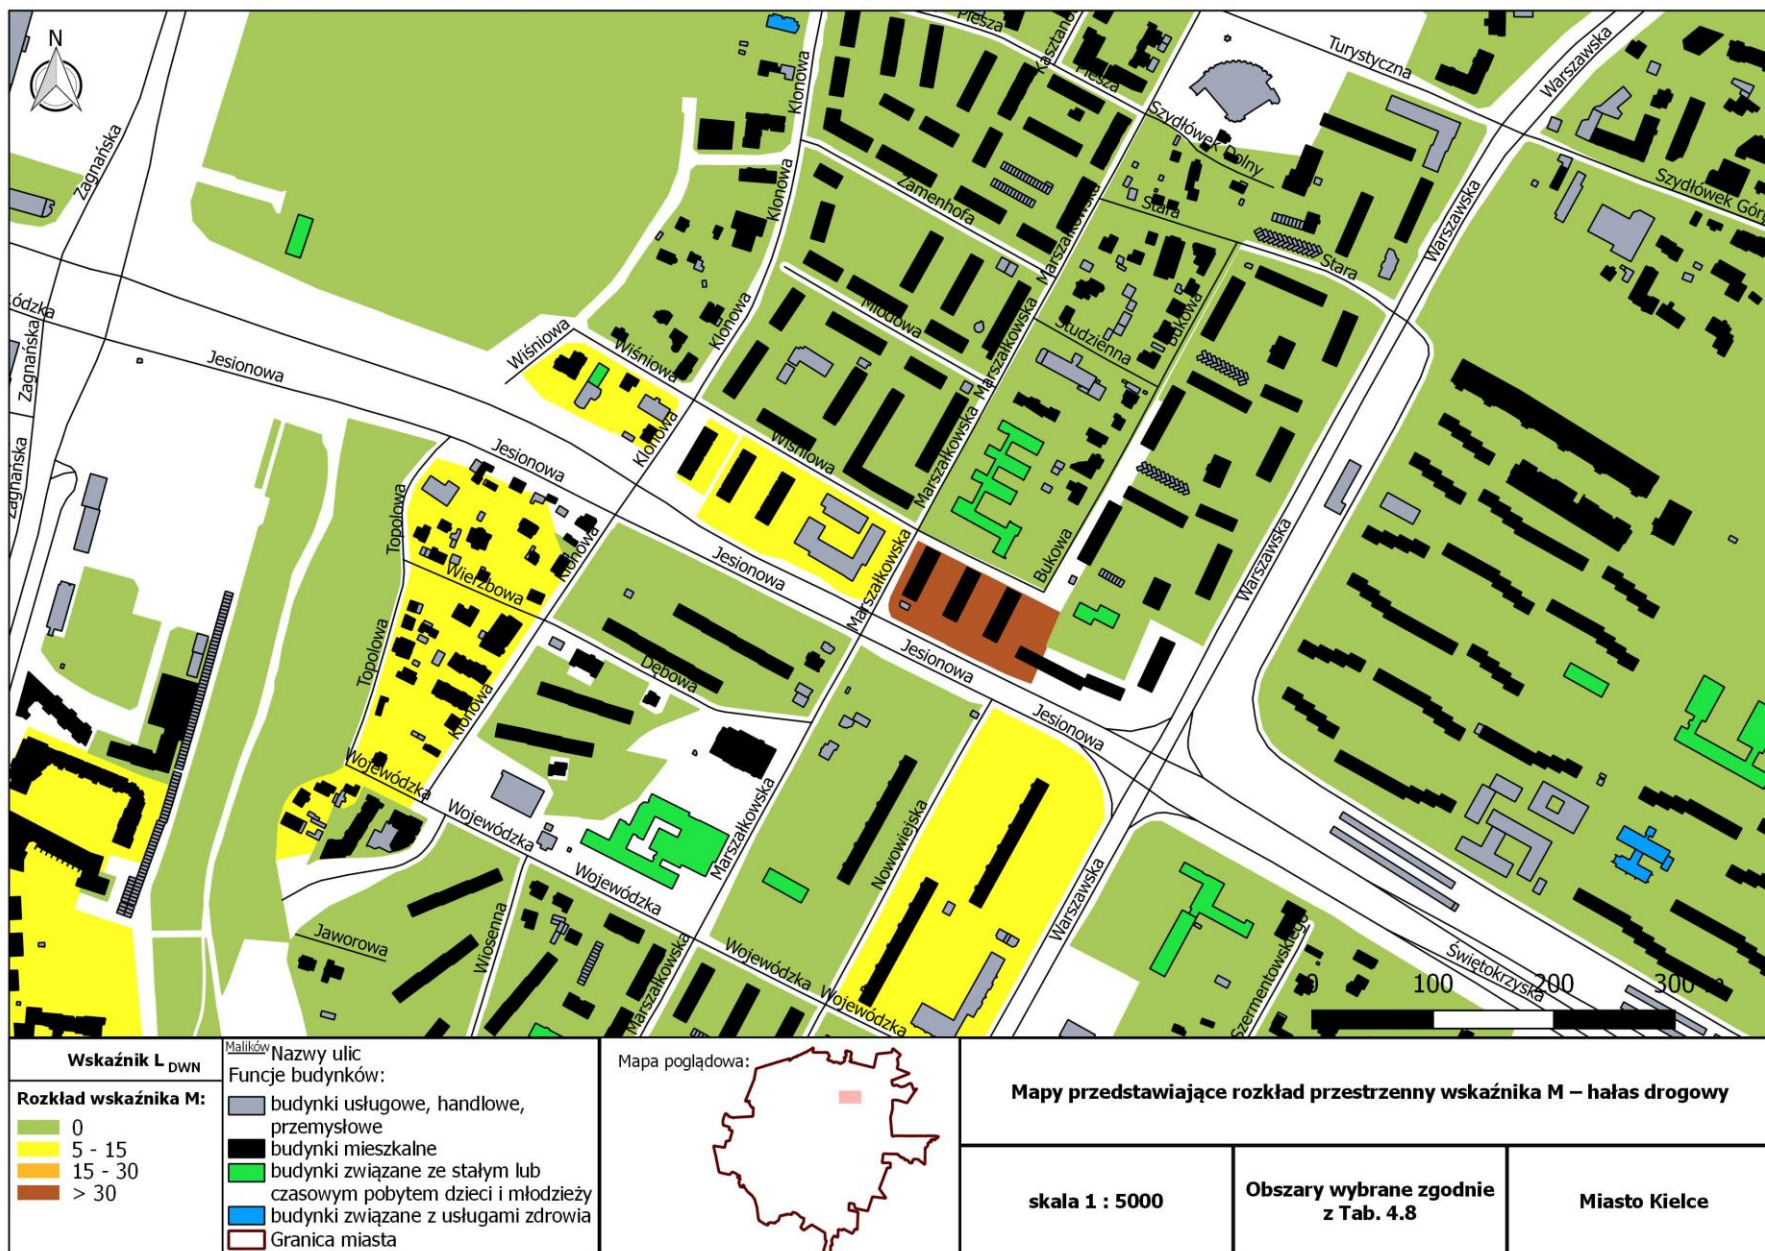 N
Piesza
Kasztanowa
Piesza
Turystyczna
Warszawska
Warszawska
Klonowa
Szydłówek Dolny
Zagnańska
Klonowa
Zamenhofa
Marszałkowska
Stara
Warszawska
Szydłówek Gór
Stara
Marszałkowska
Łódzka
Zagnańska
Wiśniowa
Wiśniowa
Klonowa
Miodowa
Studzienna
Bukowa
Jesionowa
Marszałkowska
Zagnańska
Jesionowa
Klonowa
Wiśniowa
Marszałkowska
Zagnańska
Topolowa
Klonowa
Jesionowa
Marszałkowska
Bukowa
Warszawska
Wierzbowa
Topolowa
Dębowa
Jesionowa
Jesionowa
Klonowa
Wojewódzka
Wojewódzka
Marszałkowska
Nowowiejska
Warszawska
Wojewódzka
Jaworowa
Wiosenna
Marszałkowska
Wojewódzka
Wojewódzka
Szermentowskiego
Świętokrzyska
0 100 200 300
Wskaźnik L DWN
Rozkład wskaźnika M:
0
5 - 15
15 - 30
> 30
Malików Nazwy ulic
Funcje budynków:
budynki usługowe, handlowe,
przemysłowe
budynki mieszkalne
budynki związane ze stałym lub
czasowym pobytem dzieci i młodzieży
budynki związane z usługami zdrowia
Granica miasta
Mapa poglądowa:
Mapy przedstawiające rozkład przestrzenny wskaźnika M – hałas drogowy
skala 1 : 5000
Obszary wybrane zgodnie
z Tab. 4.8
Miasto Kielce